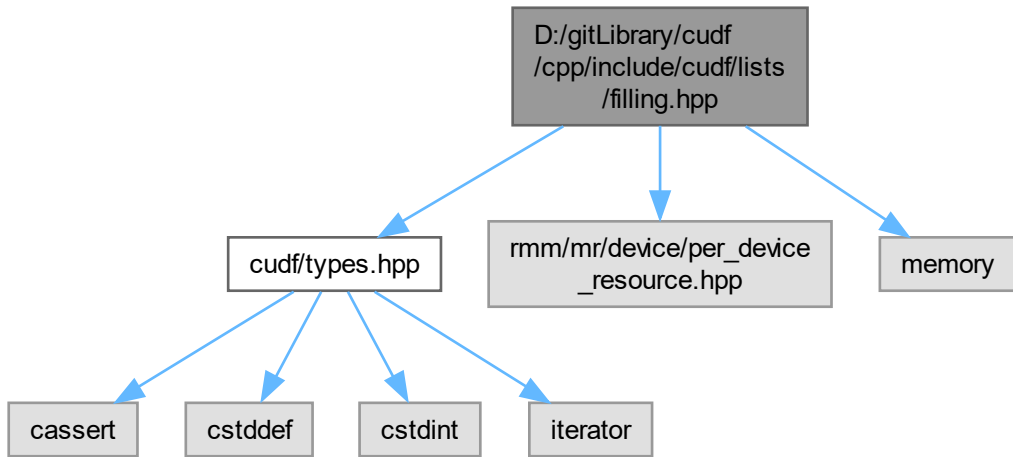 D:/gitLibrary/cudf
/cpp/include/cudf/lists
/filling.hpp
cudf/types.hpp
rmm/mr/device/per_device
_resource.hpp
memory
cassert
cstddef
cstdint
iterator